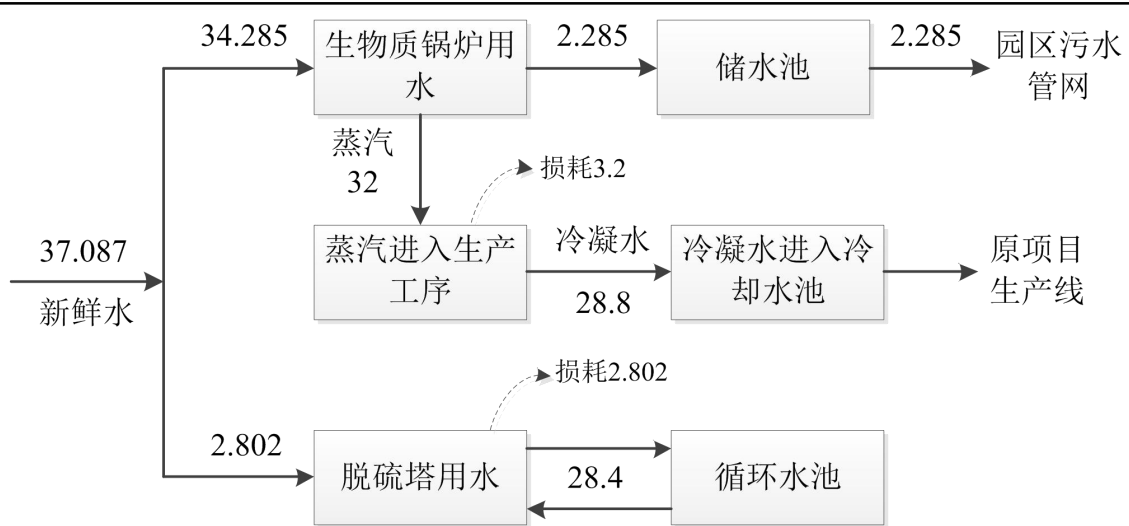 34.285
生物质锅炉用
水
2.285
储水池
2.285
园区污水
管网
蒸汽
32
损耗3.2
37.087
新鲜水
蒸汽进入生产
工序
冷凝水
28.8
冷凝水进入冷
却水池
原项目
生产线
损耗2.802
2.802
脱硫塔用水
28.4
循环水池